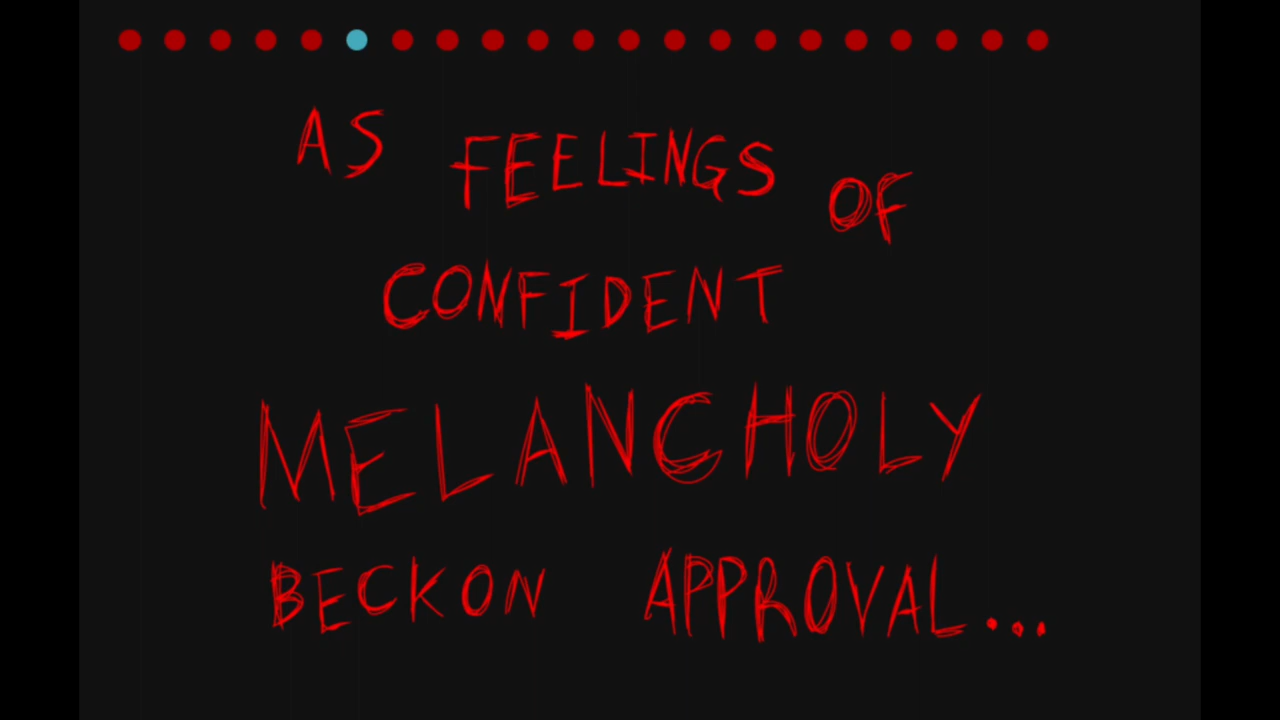 AS FEELINGS OF
CONFIDENT
MELANCHOLY
BECKON APPROVAL...